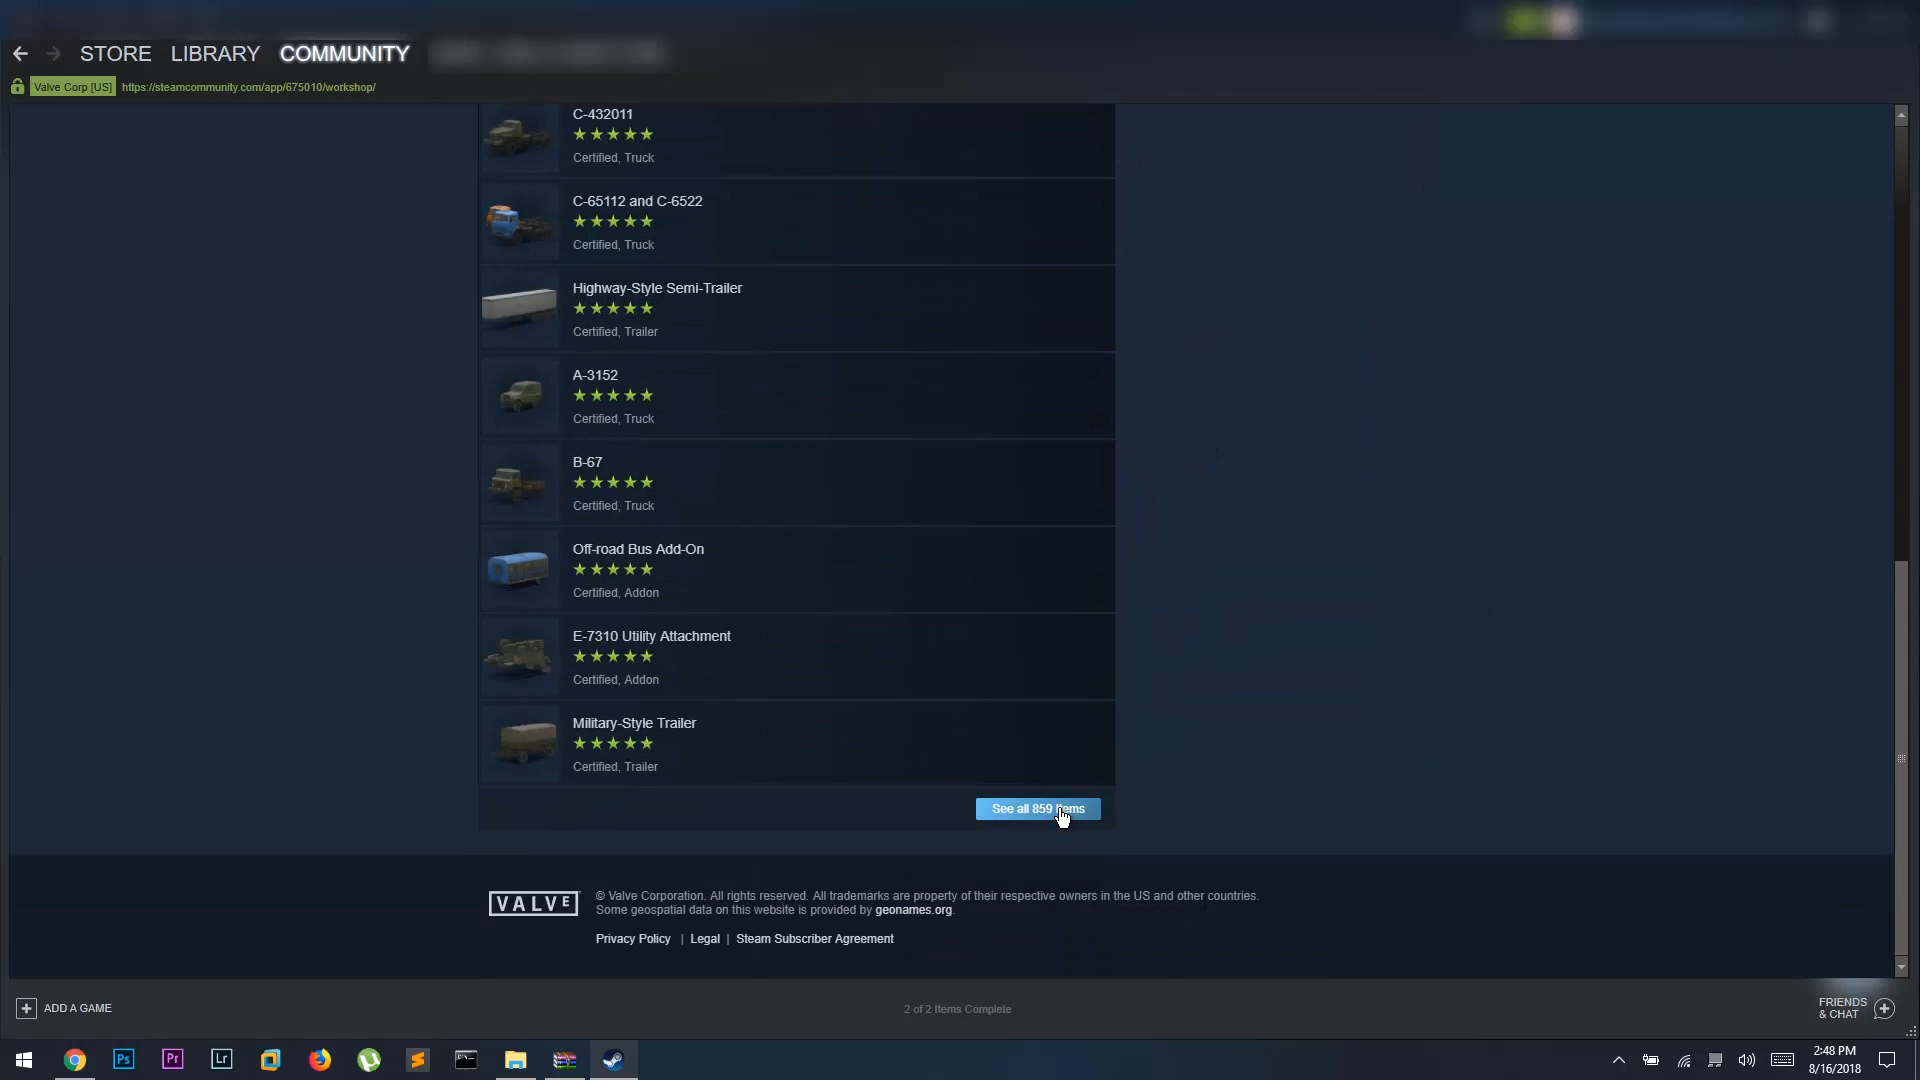 STORE LIBRARY COMMUNITY
Valve Corp [US] https://steamcommunity.com/app/675010/workshop/
C-432011
Certified, Truck
C-65112 and C-6522
Certified, Truck
Highway-Style Semi-Trailer
Certified, Trailer
A-3152
Certified, Truck
B-67
Certified, Truck
Off-road Bus Add-On
Certified, Addon
E-7310 Utility Attachment
Certified, Addon
Military-Style Trailer
Certified, Trailer
See all 859 items
VALVE
© Valve Corporation. All rights reserved. All trademarks are property of their respective owners in the US and other countries.
Some geospatial data on this website is provided by geonames.org.
Privacy Policy | Legal | Steam Subscriber Agreement
ADD A GAME
2 of 2 Items Complete
FRIENDS
& CHAT
Ps Pr Lr
2:48 PM
8/16/2018